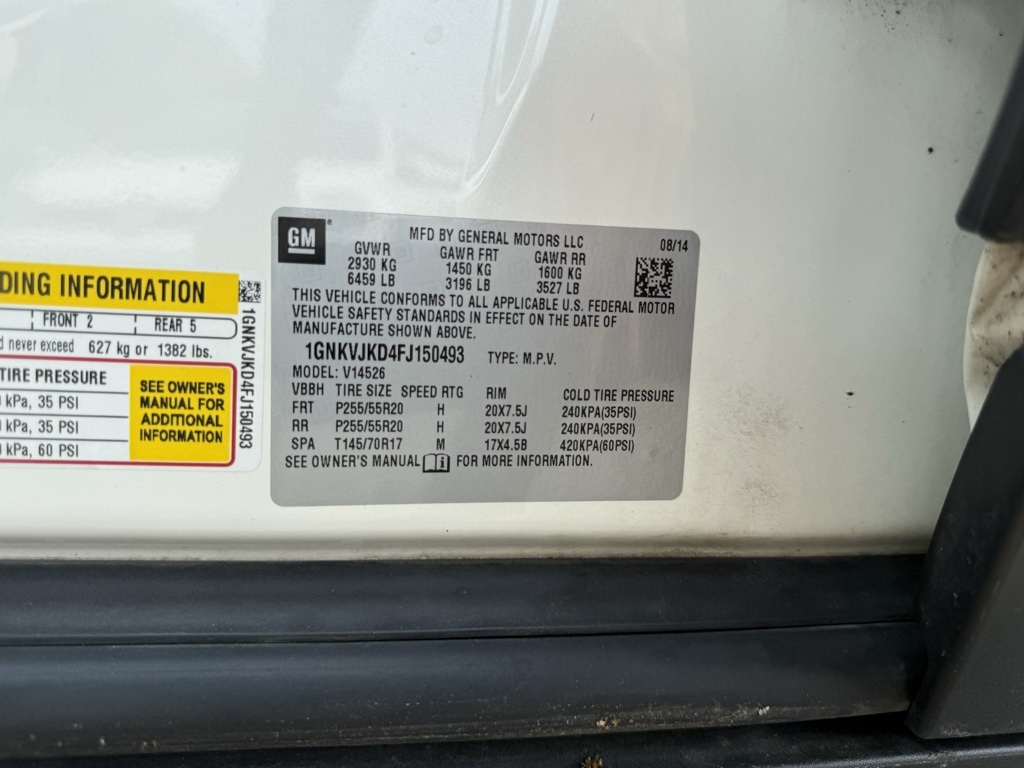 GM
MFD BY GENERAL MOTORS LLC 08/14
GVWR GAWR FRT GAWR RR
2930 KG 1450 KG 1600 KG
6459 LB 3196 LB 3527 LB
THIS VEHICLE CONFORMS TO ALL APPLICABLE U.S. FEDERAL MOTOR
VEHICLE SAFETY STANDARDS IN EFFECT ON THE DATE OF
MANUFACTURE SHOWN ABOVE.
1GNKVJKD4FJ150493 TYPE: M.P.V.
MODEL: V14526
VBBH TIRE SIZE SPEED RTG RIM COLD TIRE PRESSURE
FRT P255/55R20 H 20X7.5J 240KPA(35PSI)
RR P255/55R20 H 20X7.5J 240KPA(35PSI)
SPA T145/70R17 M 17X4.5B 420KPA(60PSI)
SEE OWNER'S MANUAL FOR MORE INFORMATION.
DING INFORMATION
FRONT 2 REAR 5
d never exceed 627 kg or 1382 lbs.
TIRE PRESSURE
kPa, 35 PSI
kPa, 35 PSI
kPa, 60 PSI
SEE OWNER'S
MANUAL FOR
ADDITIONAL
INFORMATION
1GNKVJKD4FJ150493